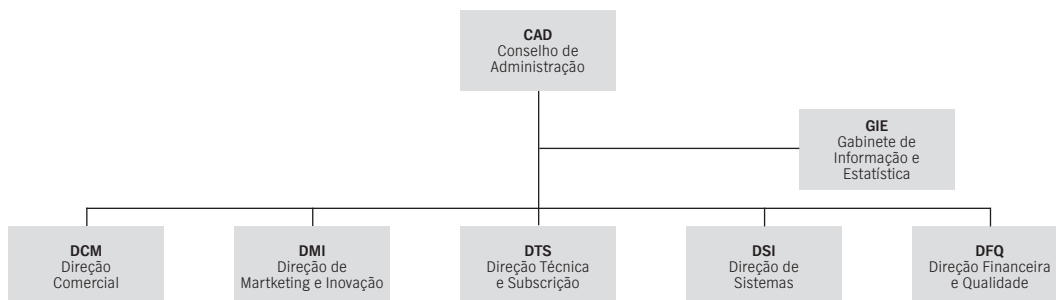 CAD
Conselho de
Administração
GIE
Gabinete de
Informação e
Estatística
DCM
Direção
Comercial
DMI
Direção de
Martketing e Inovação
DTS
Direção Técnica
e Subscrição
DSI
Direção de
Sistemas
DFQ
Direção Financeira
e Qualidade